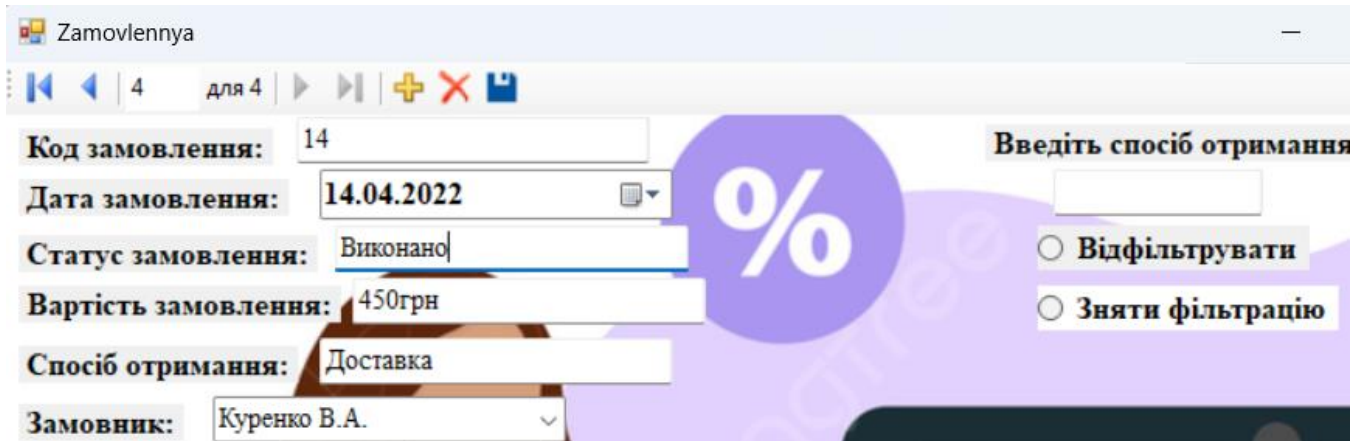 Zamovlennya
4 для 4
Код замовлення: 14
Дата замовлення: 14.04.2022
Статус замовлення: Виконано
Вартість замовлення: 450грн
Спосіб отримання: Доставка
Замовник: Куренко В.А.
Введіть спосіб отримання
Відфільтрувати
Зняти фільтрацію
%